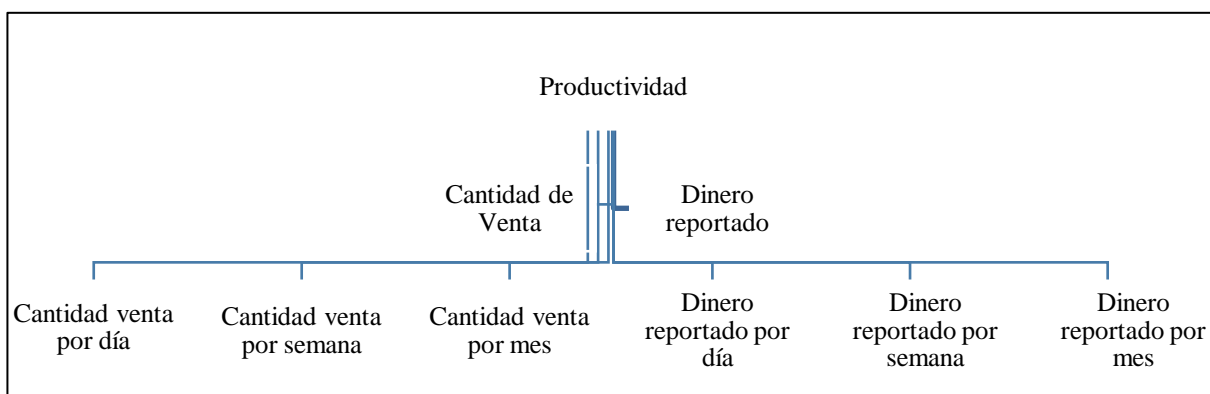 Productividad
Cantidad de
Venta
Dinero
reportado
Cantidad venta
por día
Cantidad venta
por semana
Cantidad venta
por mes
Dinero
reportado por
día
Dinero
reportado por
semana
Dinero
reportado por
mes